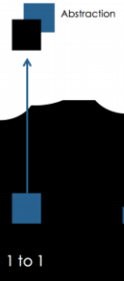 Abstraction
1 to 1